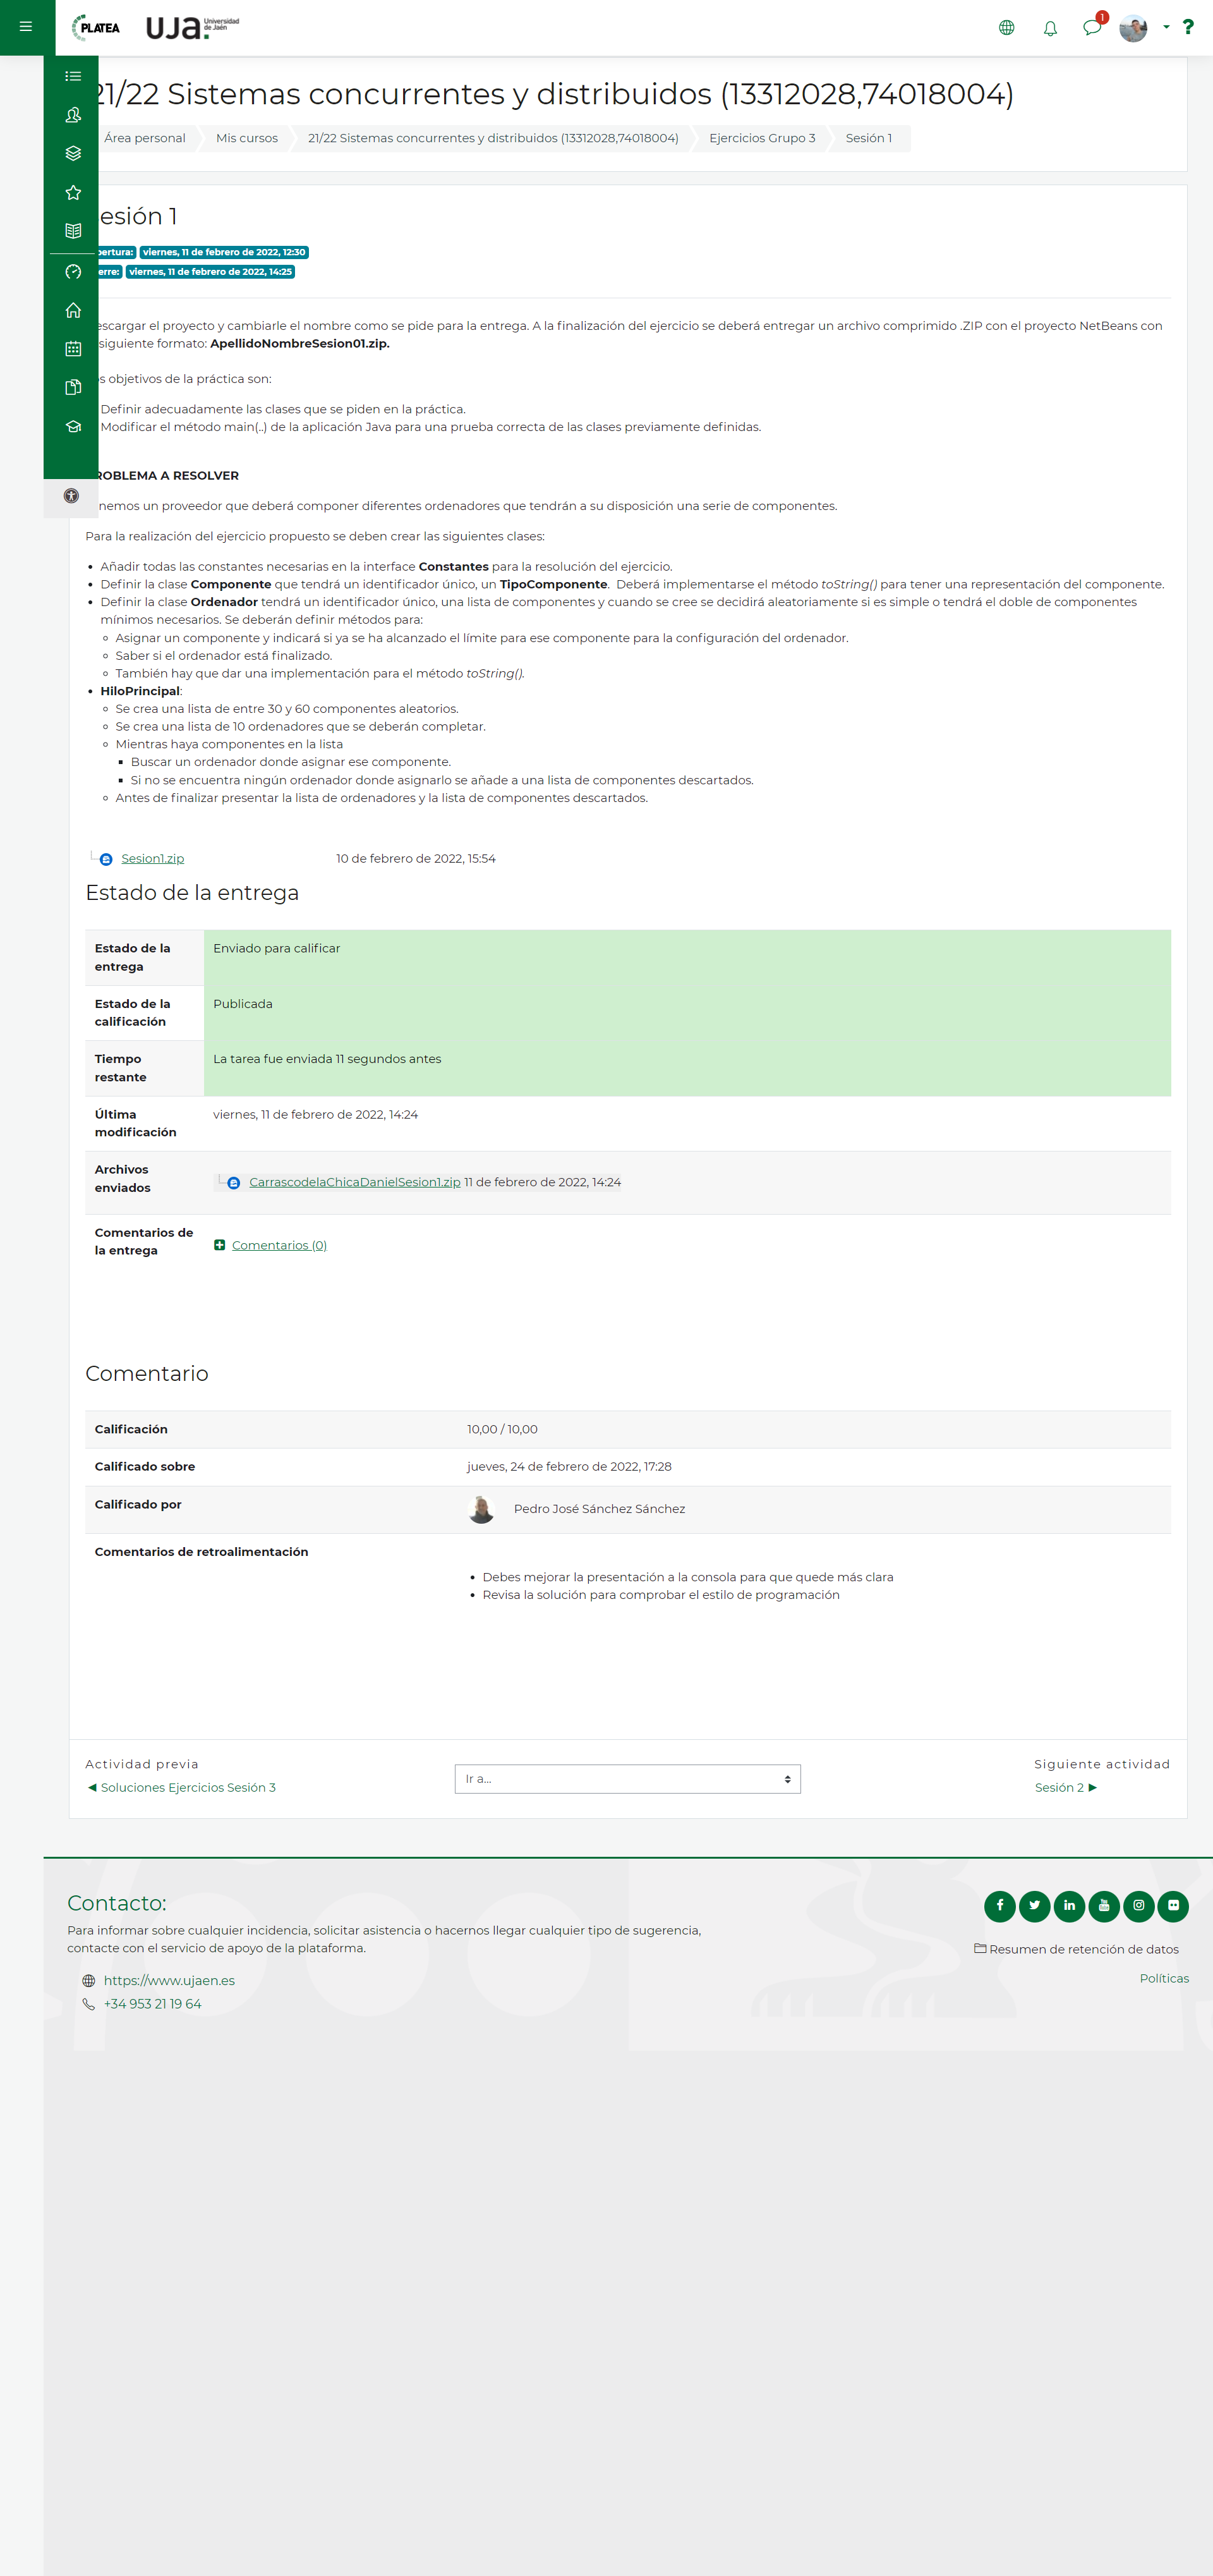 PLATEA
UJa. Universidad
de Jaén
1
21/22 Sistemas concurrentes y distribuidos (13312028,74018004)
Área personal Mis cursos 21/22 Sistemas concurrentes y distribuidos (13312028,74018004) Ejercicios Grupo 3 Sesión 1
esión 1
pertura: viernes, 11 de febrero de 2022, 12:30
erre: viernes, 11 de febrero de 2022, 14:25
escargar el proyecto y cambiarle el nombre como se pide para la entrega. A la finalización del ejercicio se deberá entregar un archivo comprimido .ZIP con el proyecto NetBeans con
siguiente formato: ApellidoNombreSesion01.zip.
s objetivos de la práctica son:
Definir adecuadamente las clases que se piden en la práctica.
Modificar el método main(..) de la aplicación Java para una prueba correcta de las clases previamente definidas.
ROBLEMA A RESOLVER
nemos un proveedor que deberá componer diferentes ordenadores que tendrán a su disposición una serie de componentes.
Para la realización del ejercicio propuesto se deben crear las siguientes clases:
• Añadir todas las constantes necesarias en la interface Constantes para la resolución del ejercicio.
• Definir la clase Componente que tendrá un identificador único, un TipoComponente. Deberá implementarse el método toString() para tener una representación del componente.
• Definir la clase Ordenador tendrá un identificador único, una lista de componentes y cuando se cree se decidirá aleatoriamente si es simple o tendrá el doble de componentes
mínimos necesarios. Se deberán definir métodos para:
◦ Asignar un componente y indicará si ya se ha alcanzado el límite para ese componente para la configuración del ordenador.
◦ Saber si el ordenador está finalizado.
◦ También hay que dar una implementación para el método toString().
• HiloPrincipal:
◦ Se crea una lista de entre 30 y 60 componentes aleatorios.
◦ Se crea una lista de 10 ordenadores que se deberán completar.
◦ Mientras haya componentes en la lista
▪ Buscar un ordenador donde asignar ese componente.
▪ Si no se encuentra ningún ordenador donde asignarlo se añade a una lista de componentes descartados.
◦ Antes de finalizar presentar la lista de ordenadores y la lista de componentes descartados.
Sesion1.zip 10 de febrero de 2022, 15:54
Estado de la entrega
Estado de la
entrega
Enviado para calificar
Estado de la
calificación
Publicada
Tiempo
restante
La tarea fue enviada 11 segundos antes
Última
modificación
viernes, 11 de febrero de 2022, 14:24
Archivos
enviados
CarrascodelaChicaDanielSesion1.zip 11 de febrero de 2022, 14:24
Comentarios de
la entrega
Comentarios (0)
Comentario
Calificación 10,00 / 10,00
Calificado sobre jueves, 24 de febrero de 2022, 17:28
Calificado por Pedro José Sánchez Sánchez
Comentarios de retroalimentación
• Debes mejorar la presentación a la consola para que quede más clara
• Revisa la solución para comprobar el estilo de programación
Actividad previa
◀ Soluciones Ejercicios Sesión 3
Ir a...
Siguiente actividad
Sesión 2 ▶
Contacto:
Para informar sobre cualquier incidencia, solicitar asistencia o hacernos llegar cualquier tipo de sugerencia,
contacte con el servicio de apoyo de la plataforma.
https://www.ujaen.es
+34 953 21 19 64
Resumen de retención de datos
Políticas